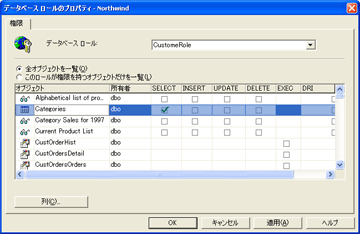 データベース ロールのプロパティ - Northwind
権限
データベース ロール: CustomeRole
全オブジェクトを一覧(O)
このロールが権限を持つオブジェクトだけを一覧(L)
オブジェクト 所有者 SELECT INSERT UPDATE DELETE EXEC DRI
Alphabetical list of pro... dbo
Categories dbo
Category Sales for 1997 dbo
Current Product List dbo
CustOrderHist dbo
CustOrdersDetail dbo
CustOrdersOrders dbo
列(C)...
OK キャンセル 適用(A) ヘルプ